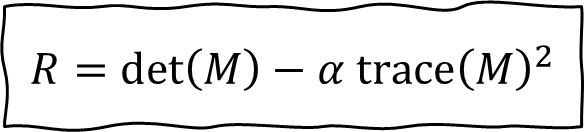 R = det(M) − α trace(M)²